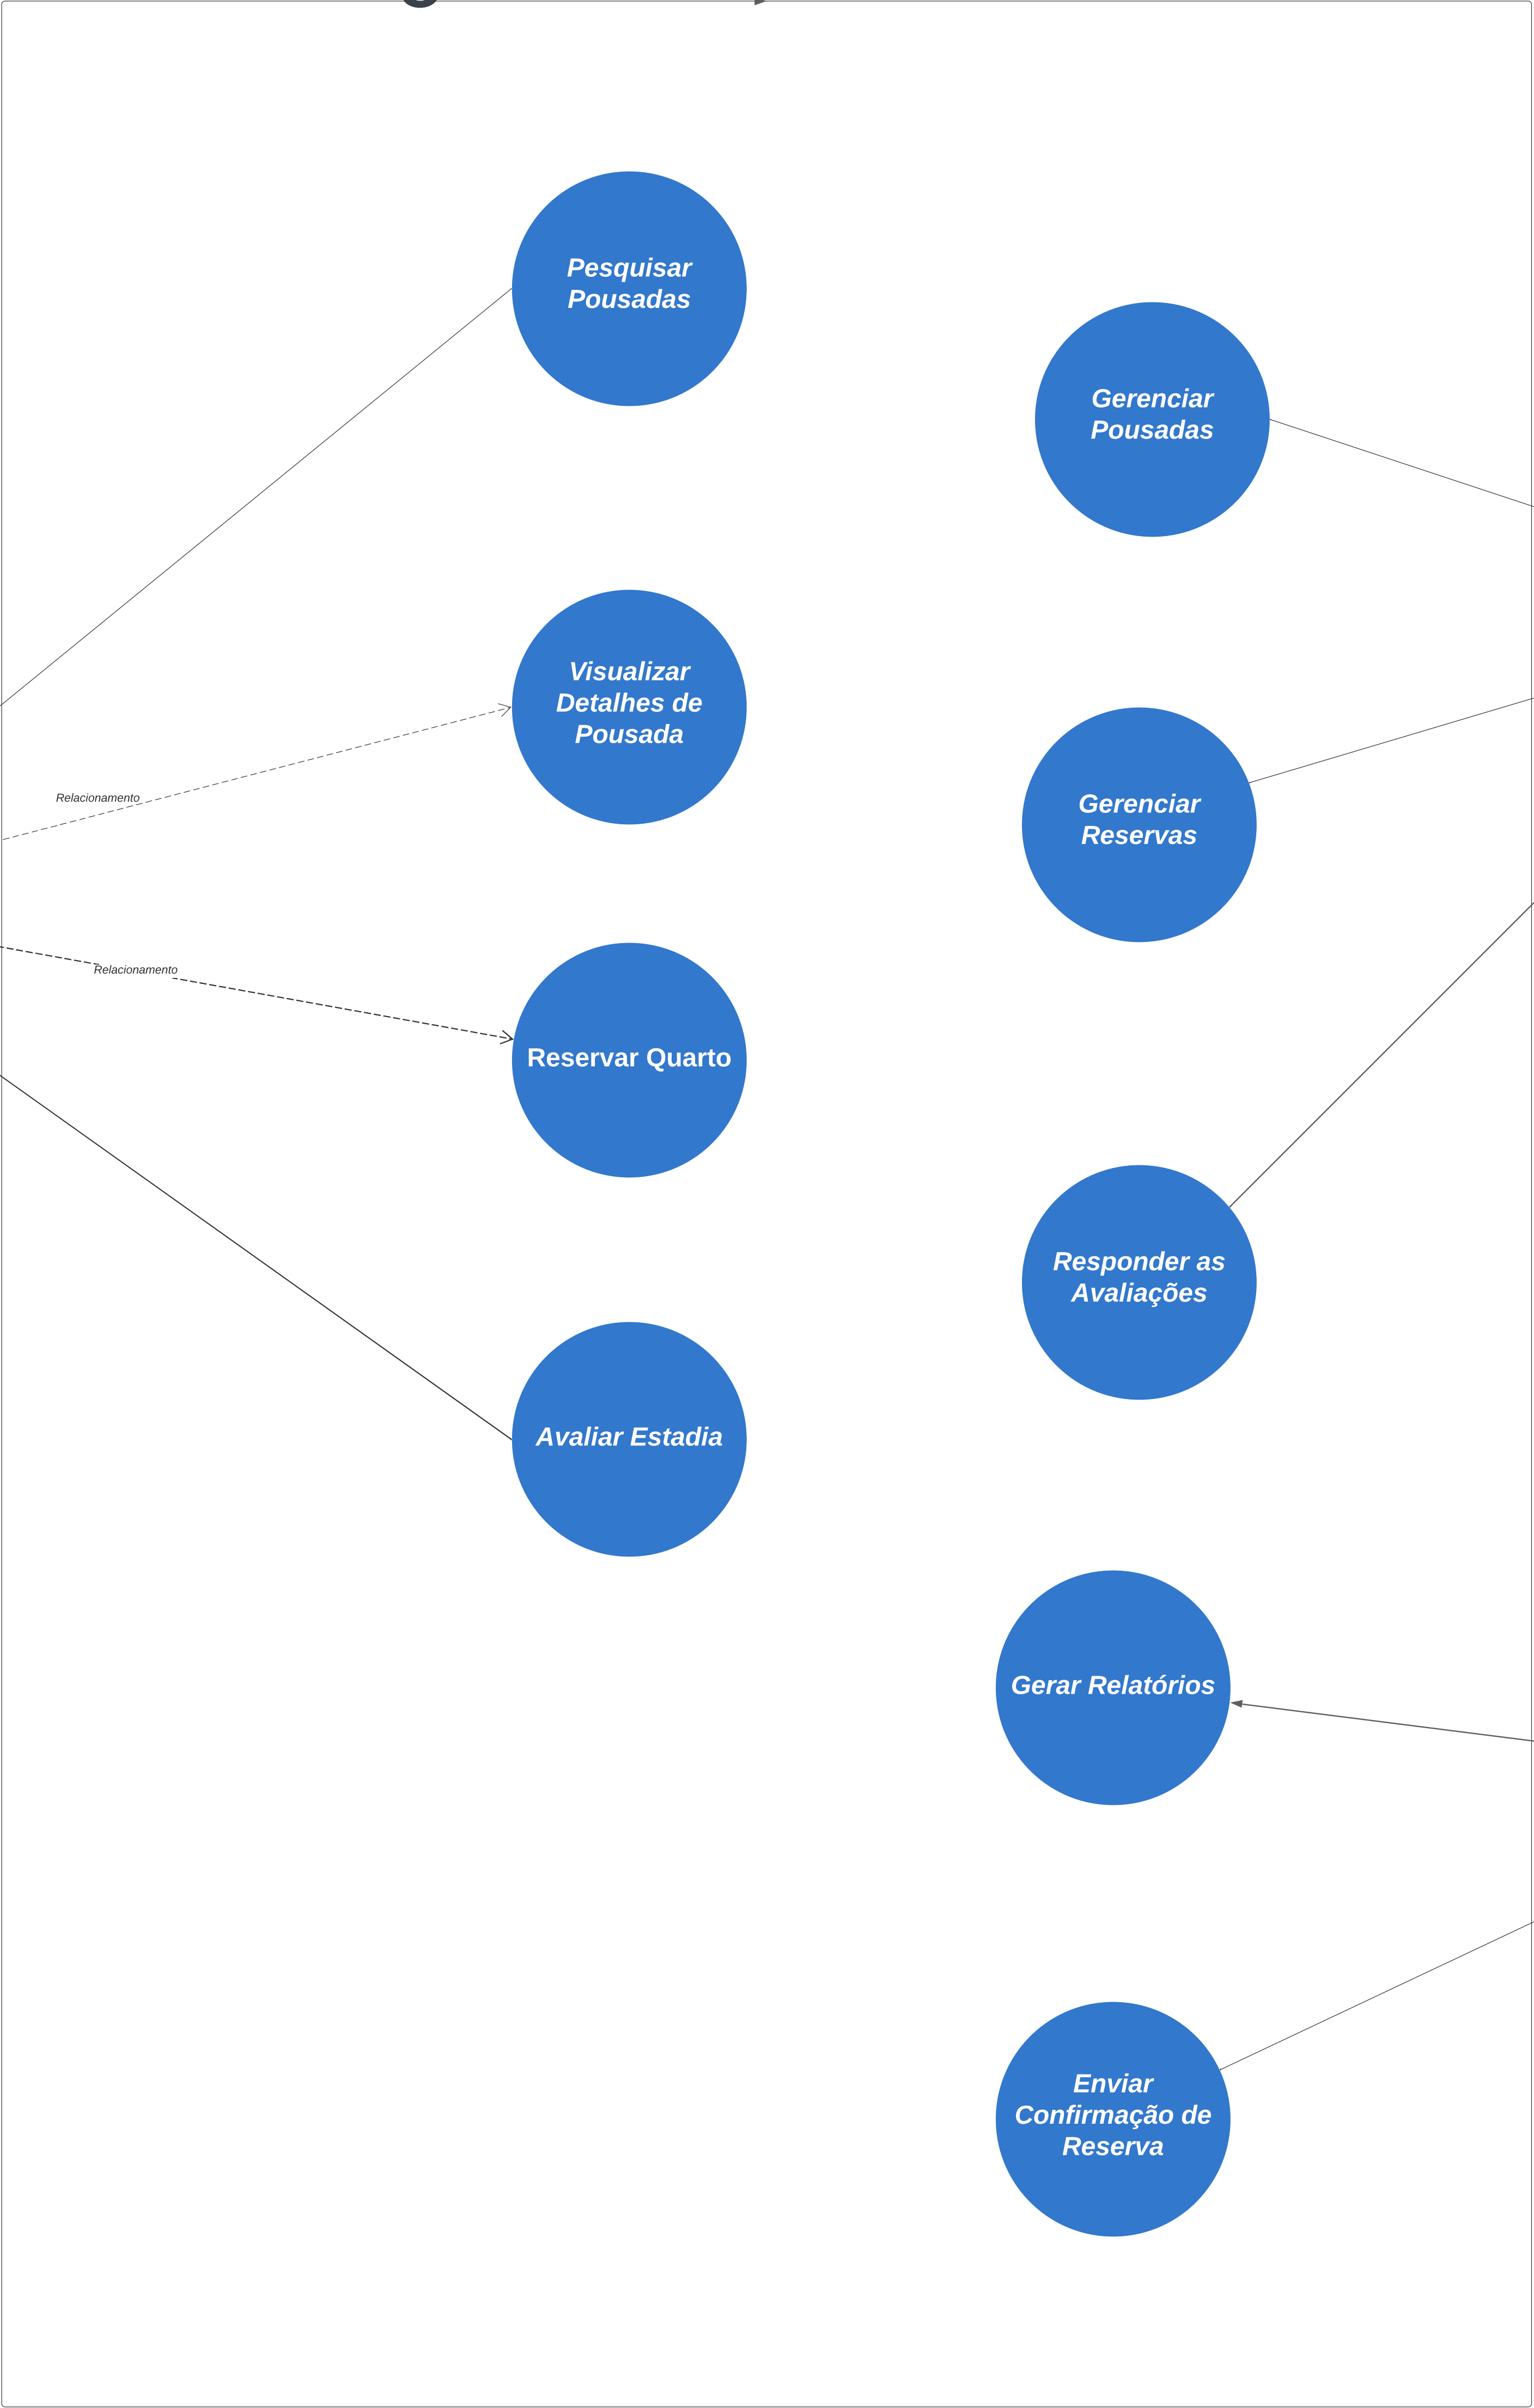 Pesquisar
Pousadas
Gerenciar
Pousadas
Visualizar
Detalhes de
Pousada
Relacionamento
Gerenciar
Reservas
Relacionamento
Reservar Quarto
Responder as
Avaliações
Avaliar Estadia
Gerar Relatórios
Enviar
Confirmação de
Reserva